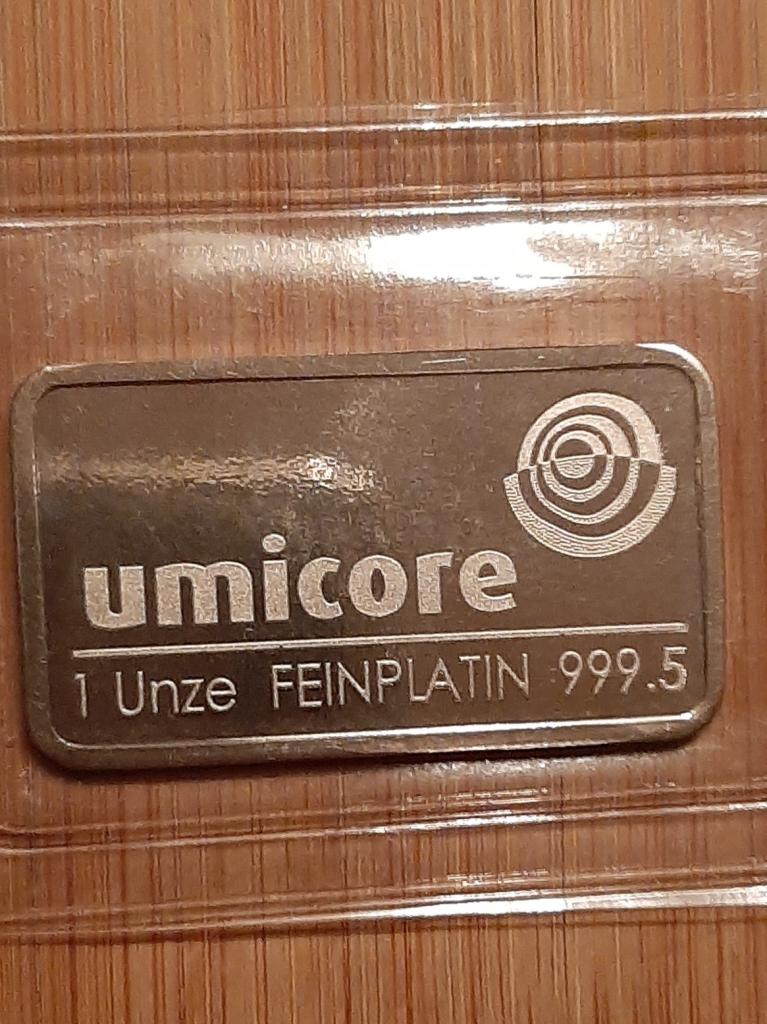 umicore
1 Unze FEINPLATIN 999.5